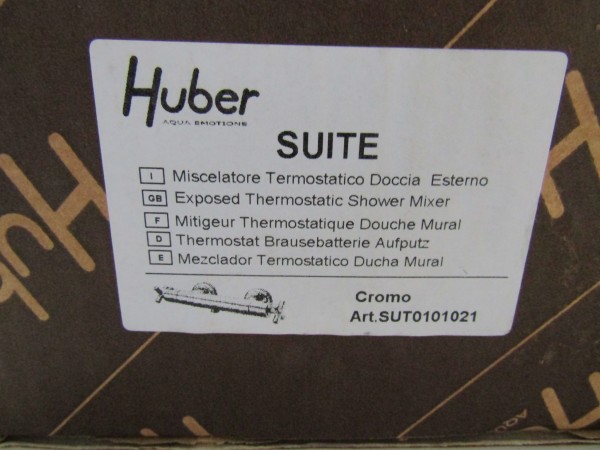 Huber
AQUA EMOTIONS
SUITE
I Miscelatore Termostatico Doccia Esterno
GB Exposed Thermostatic Shower Mixer
F Mitigeur Thermostatique Douche Mural
D Thermostat Brausebatterie Aufputz
E Mezclador Termostatico Ducha Mural
Cromo
Art.SUT0101021
Hub
H
H